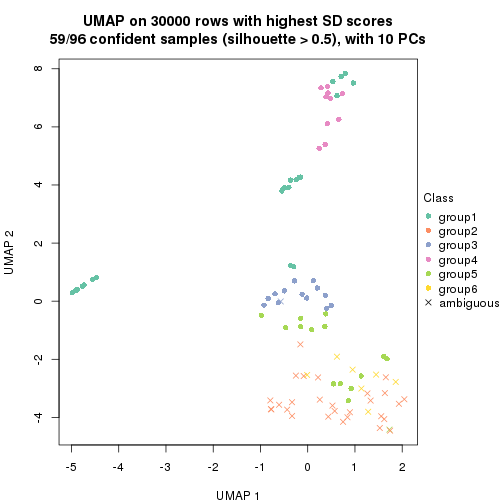 UMAP on 30000 rows with highest SD scores
59/96 confident samples (silhouette > 0.5), with 10 PCs
UMAP 2
8
6
4
2
0
-2
-4
-5
-4
-3
-2
-1
0
1
2
UMAP 1
Class
group1
group2
group3
group4
group5
group6
ambiguous